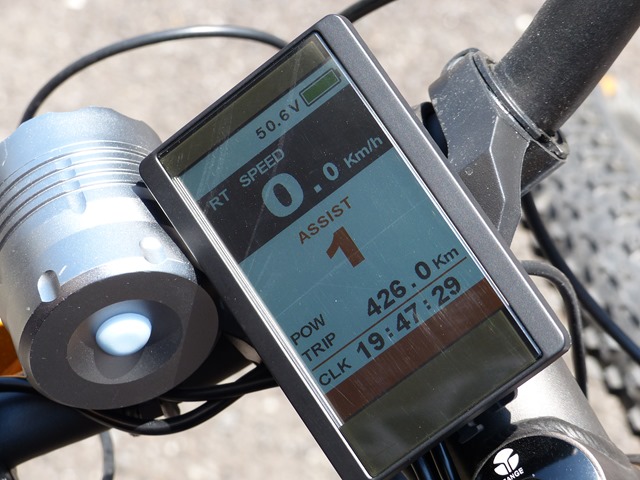 50.6V
RT SPEED
0.0 Km/h
ASSIST
1
POW
TRIP 426.0 Km
CLK 19:47:29